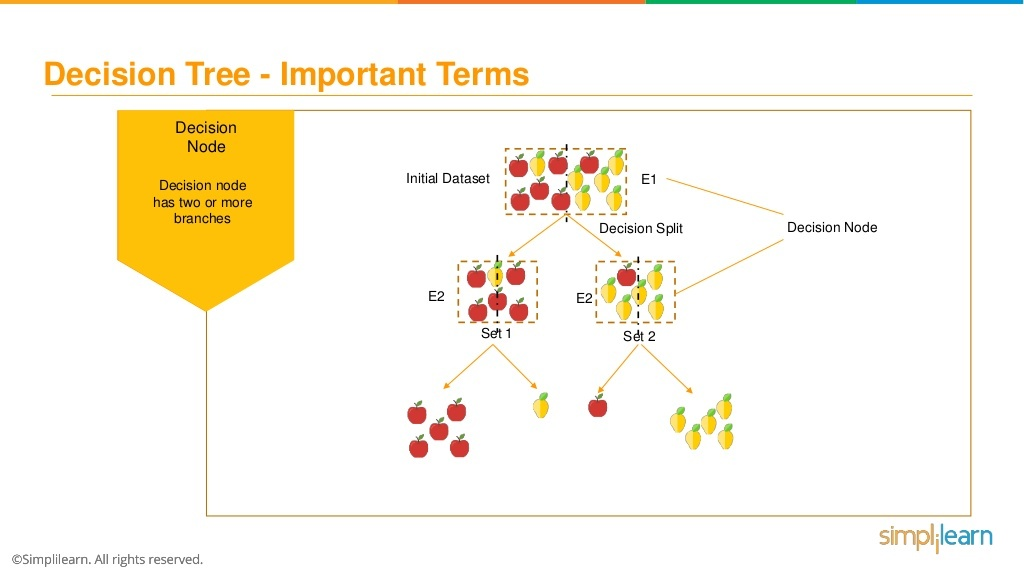 Decision Tree - Important Terms
Decision
Node
Decision node
has two or more
branches
Initial Dataset
E1
Decision Split
Decision Node
E2
E2
Set 1
Set 2
simplilearn
©Simplilearn. All rights reserved.